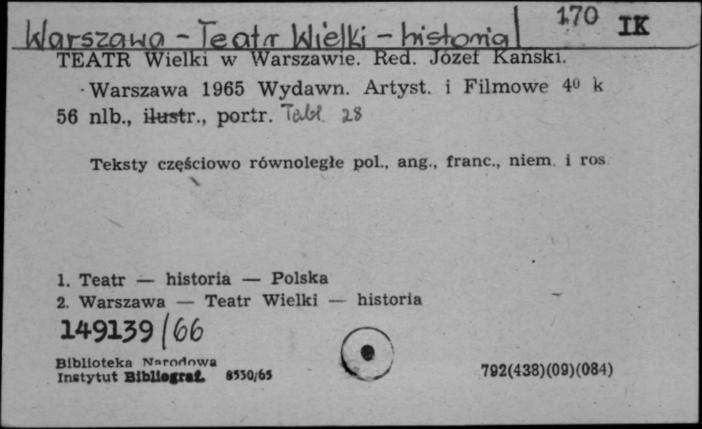 Warszawa - Teatr Wielki - historia
170 IK
TEATR Wielki w Warszawie. Red. Józef Kański.
Warszawa 1965 Wydawn. Artyst. i Filmowe 4⁰ k
56 nlb., ilustr., portr. Tabl. 28
Teksty częściowo równoległe pol., ang., franc., niem. i ros
1. Teatr — historia — Polska
2. Warszawa — Teatr Wielki — historia
149139/66
Biblioteka Narodowa
Instytut Bibliograf. 8530/65
792(438)(09)(084)